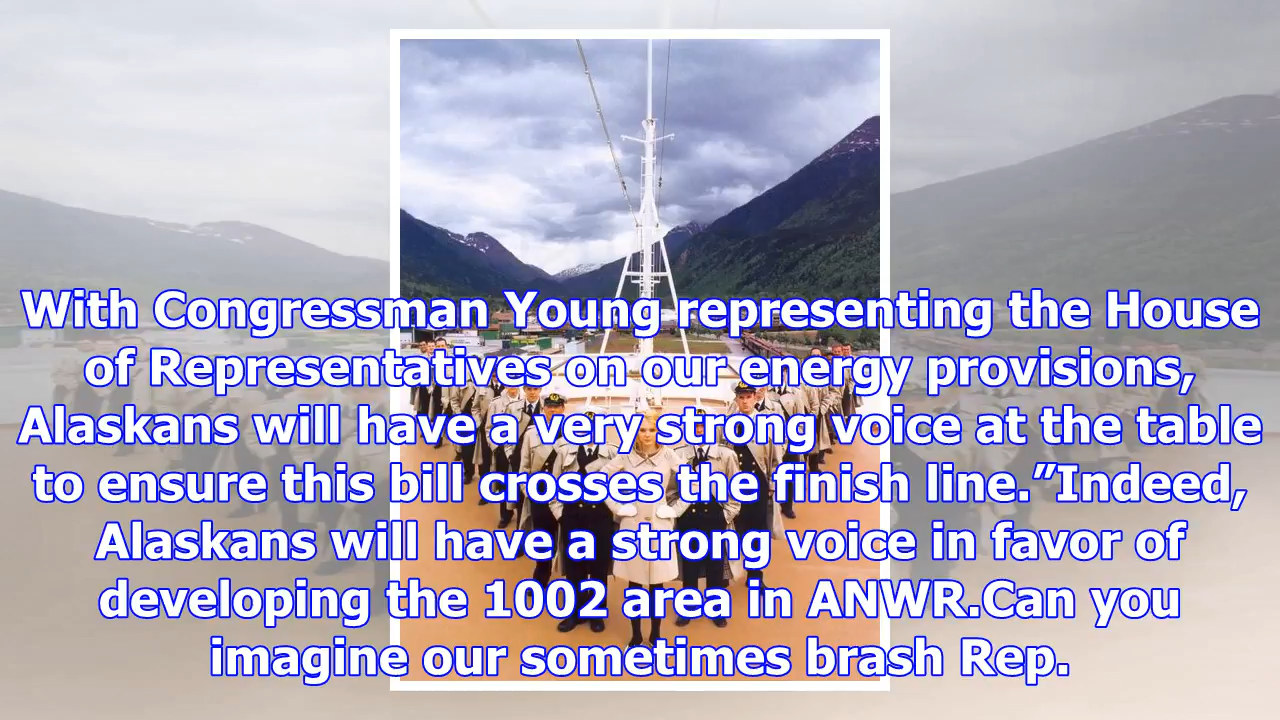 With Congressman Young representing the House
of Representatives on our energy provisions,
Alaskans will have a very strong voice at the table
to ensure this bill crosses the finish line.”Indeed,
Alaskans will have a strong voice in favor of
developing the 1002 area in ANWR.Can you
imagine our sometimes brash Rep.